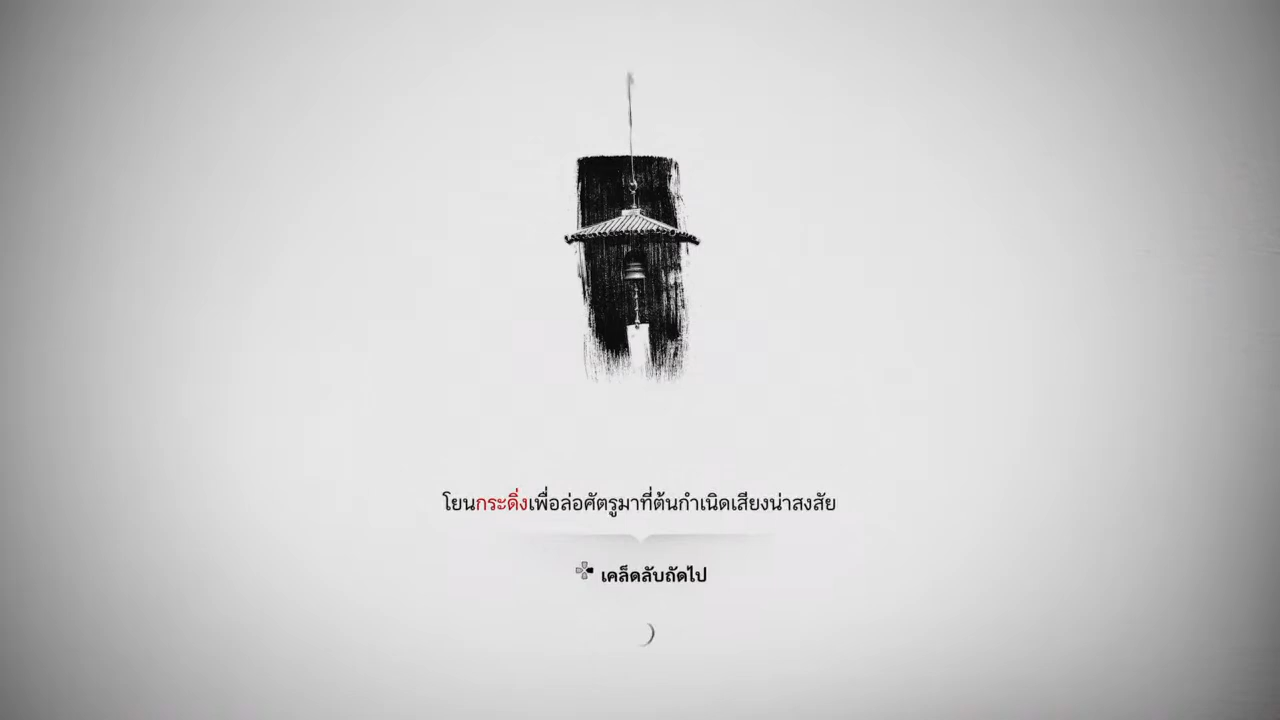 โยนกระดิ่งเพื่อล่อศัตรูมาที่ต้นกำเนิดเสียงน่าสงสัย
เคล็ดลับถัดไป